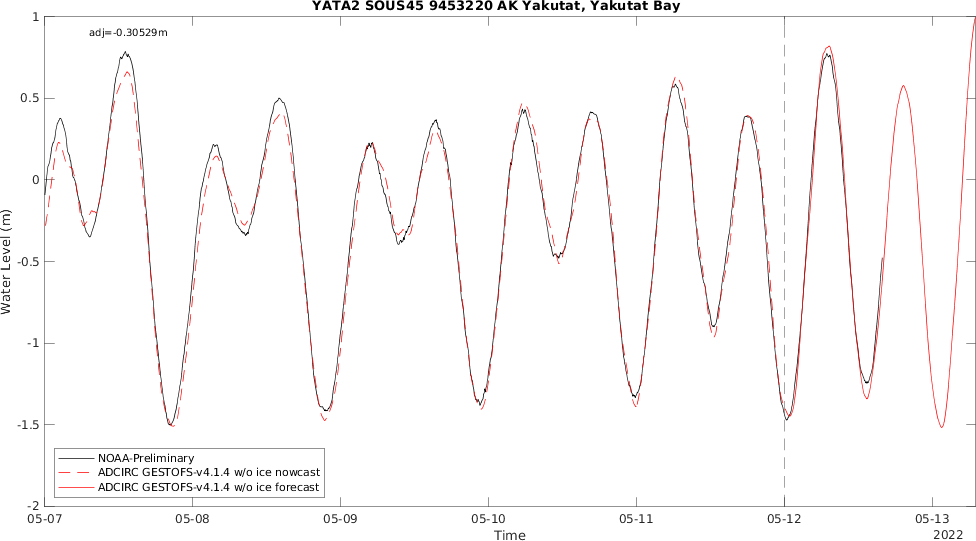 YATA2 SOUS45 9453220 AK Yakutat, Yakutat Bay
adj=-0.30529m
1
0.5
0
-0.5
-1
-1.5
-2
Water Level (m)
NOAA-Preliminary
ADCIRC GESTOFS-v4.1.4 w/o ice nowcast
ADCIRC GESTOFS-v4.1.4 w/o ice forecast
05-07 05-08 05-09 05-10 05-11 05-12 05-13
Time
2022